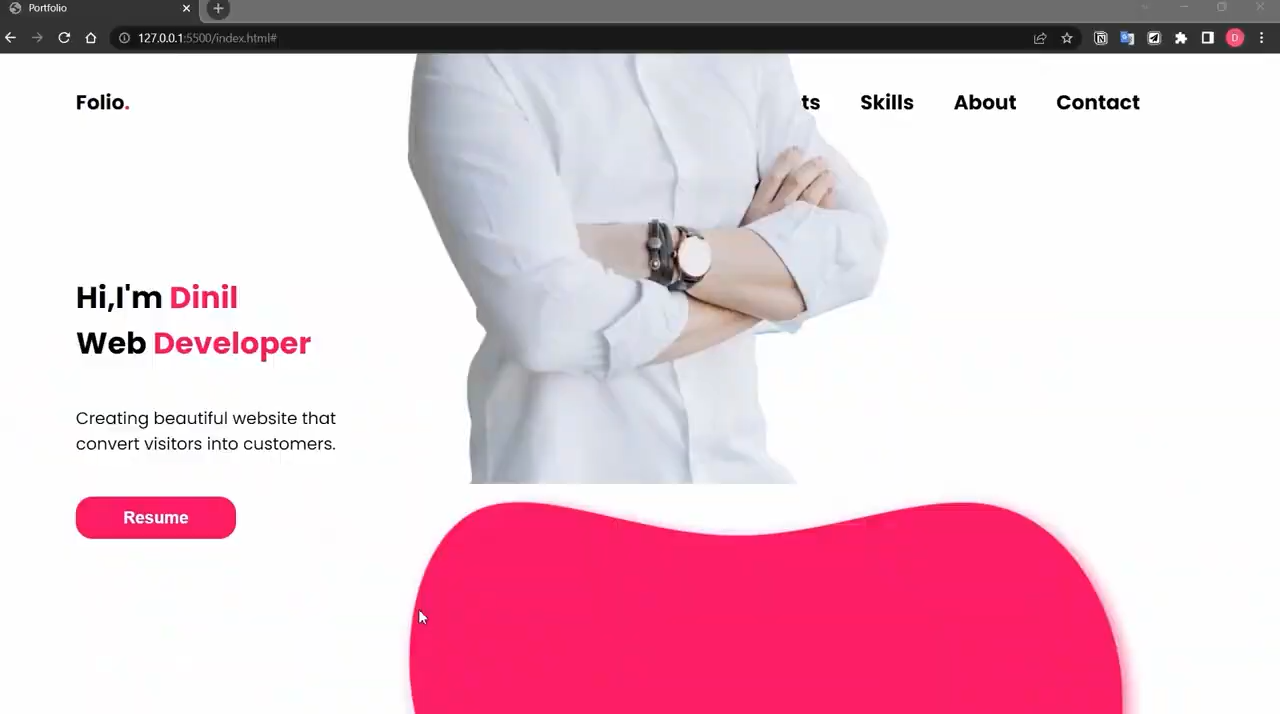 Portfolio
127.0.0.1:5500/index.html#
D
Folio.
ts Skills About Contact
Hi,I'm Dinil
Web Developer
Creating beautiful website that
convert visitors into customers.
Resume